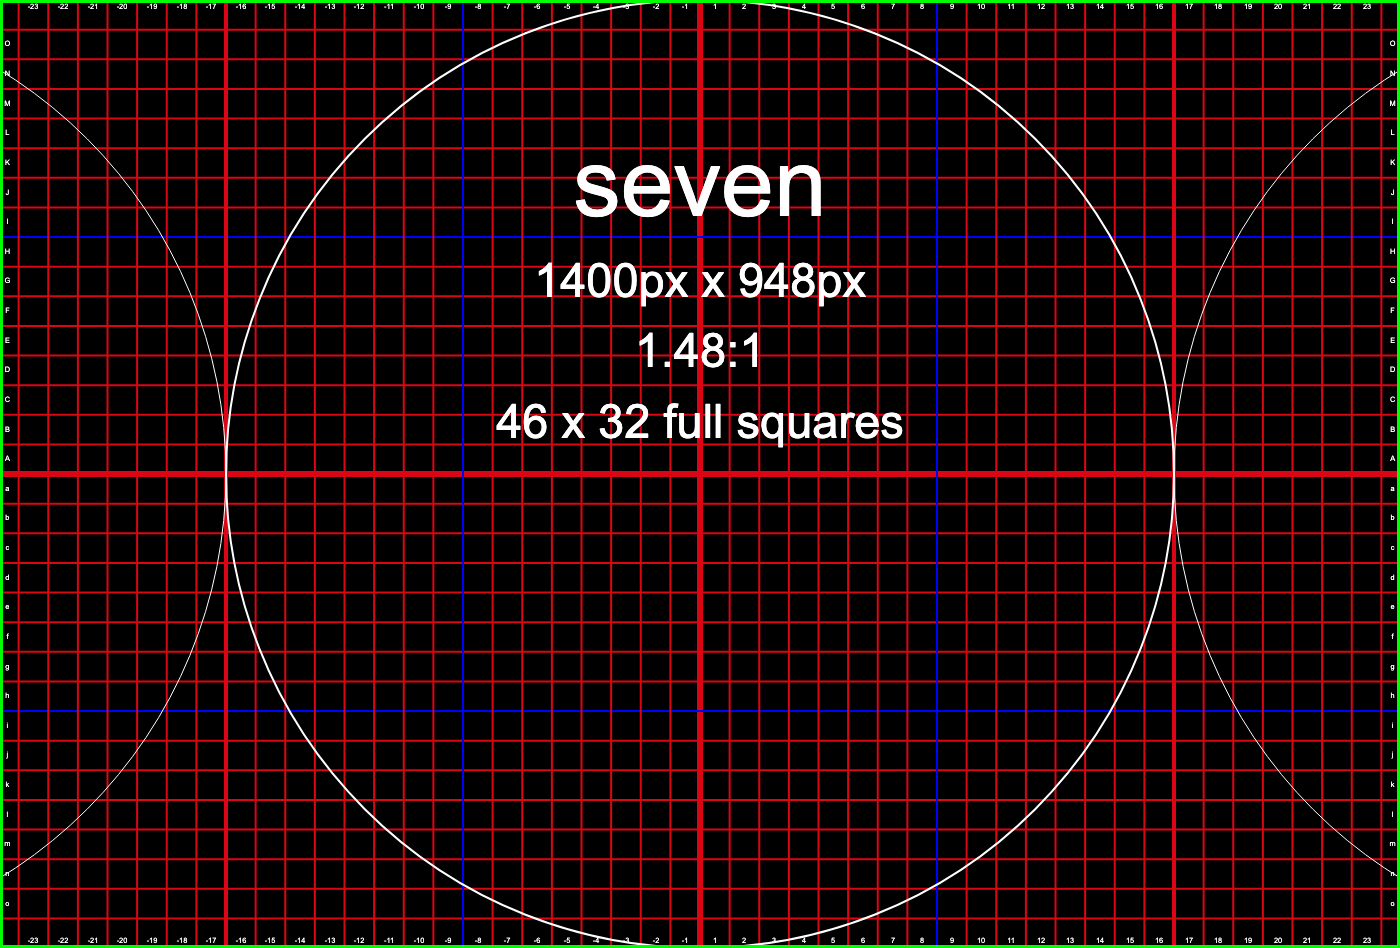 -23 -22 -21 -20 -19 -18 -17 -16 -15 -14 -13 -12 -11 -10 -9 -8 -7 -6 -5 -4 -3 -2 -1 1 2 3 4 5 6 7 8 9 10 11 12 13 14 15 16 17 18 19 20 21 22 23
O O
N N
M M
L L
K K
seven
J J
I I
H H
1400px x 948px
G G
F F
E E
1.48:1
D D
C C
46 x 32 full squares
B B
A A
a a
b b
c c
d d
e e
f f
g g
h h
i i
j j
k k
l l
m m
n n
o o
-23 -22 -21 -20 -19 -18 -17 -16 -15 -14 -13 -12 -11 -10 -9 -8 -7 -6 -5 -4 -3 -2 -1 1 2 3 4 5 6 7 8 9 10 11 12 13 14 15 16 17 18 19 20 21 22 23